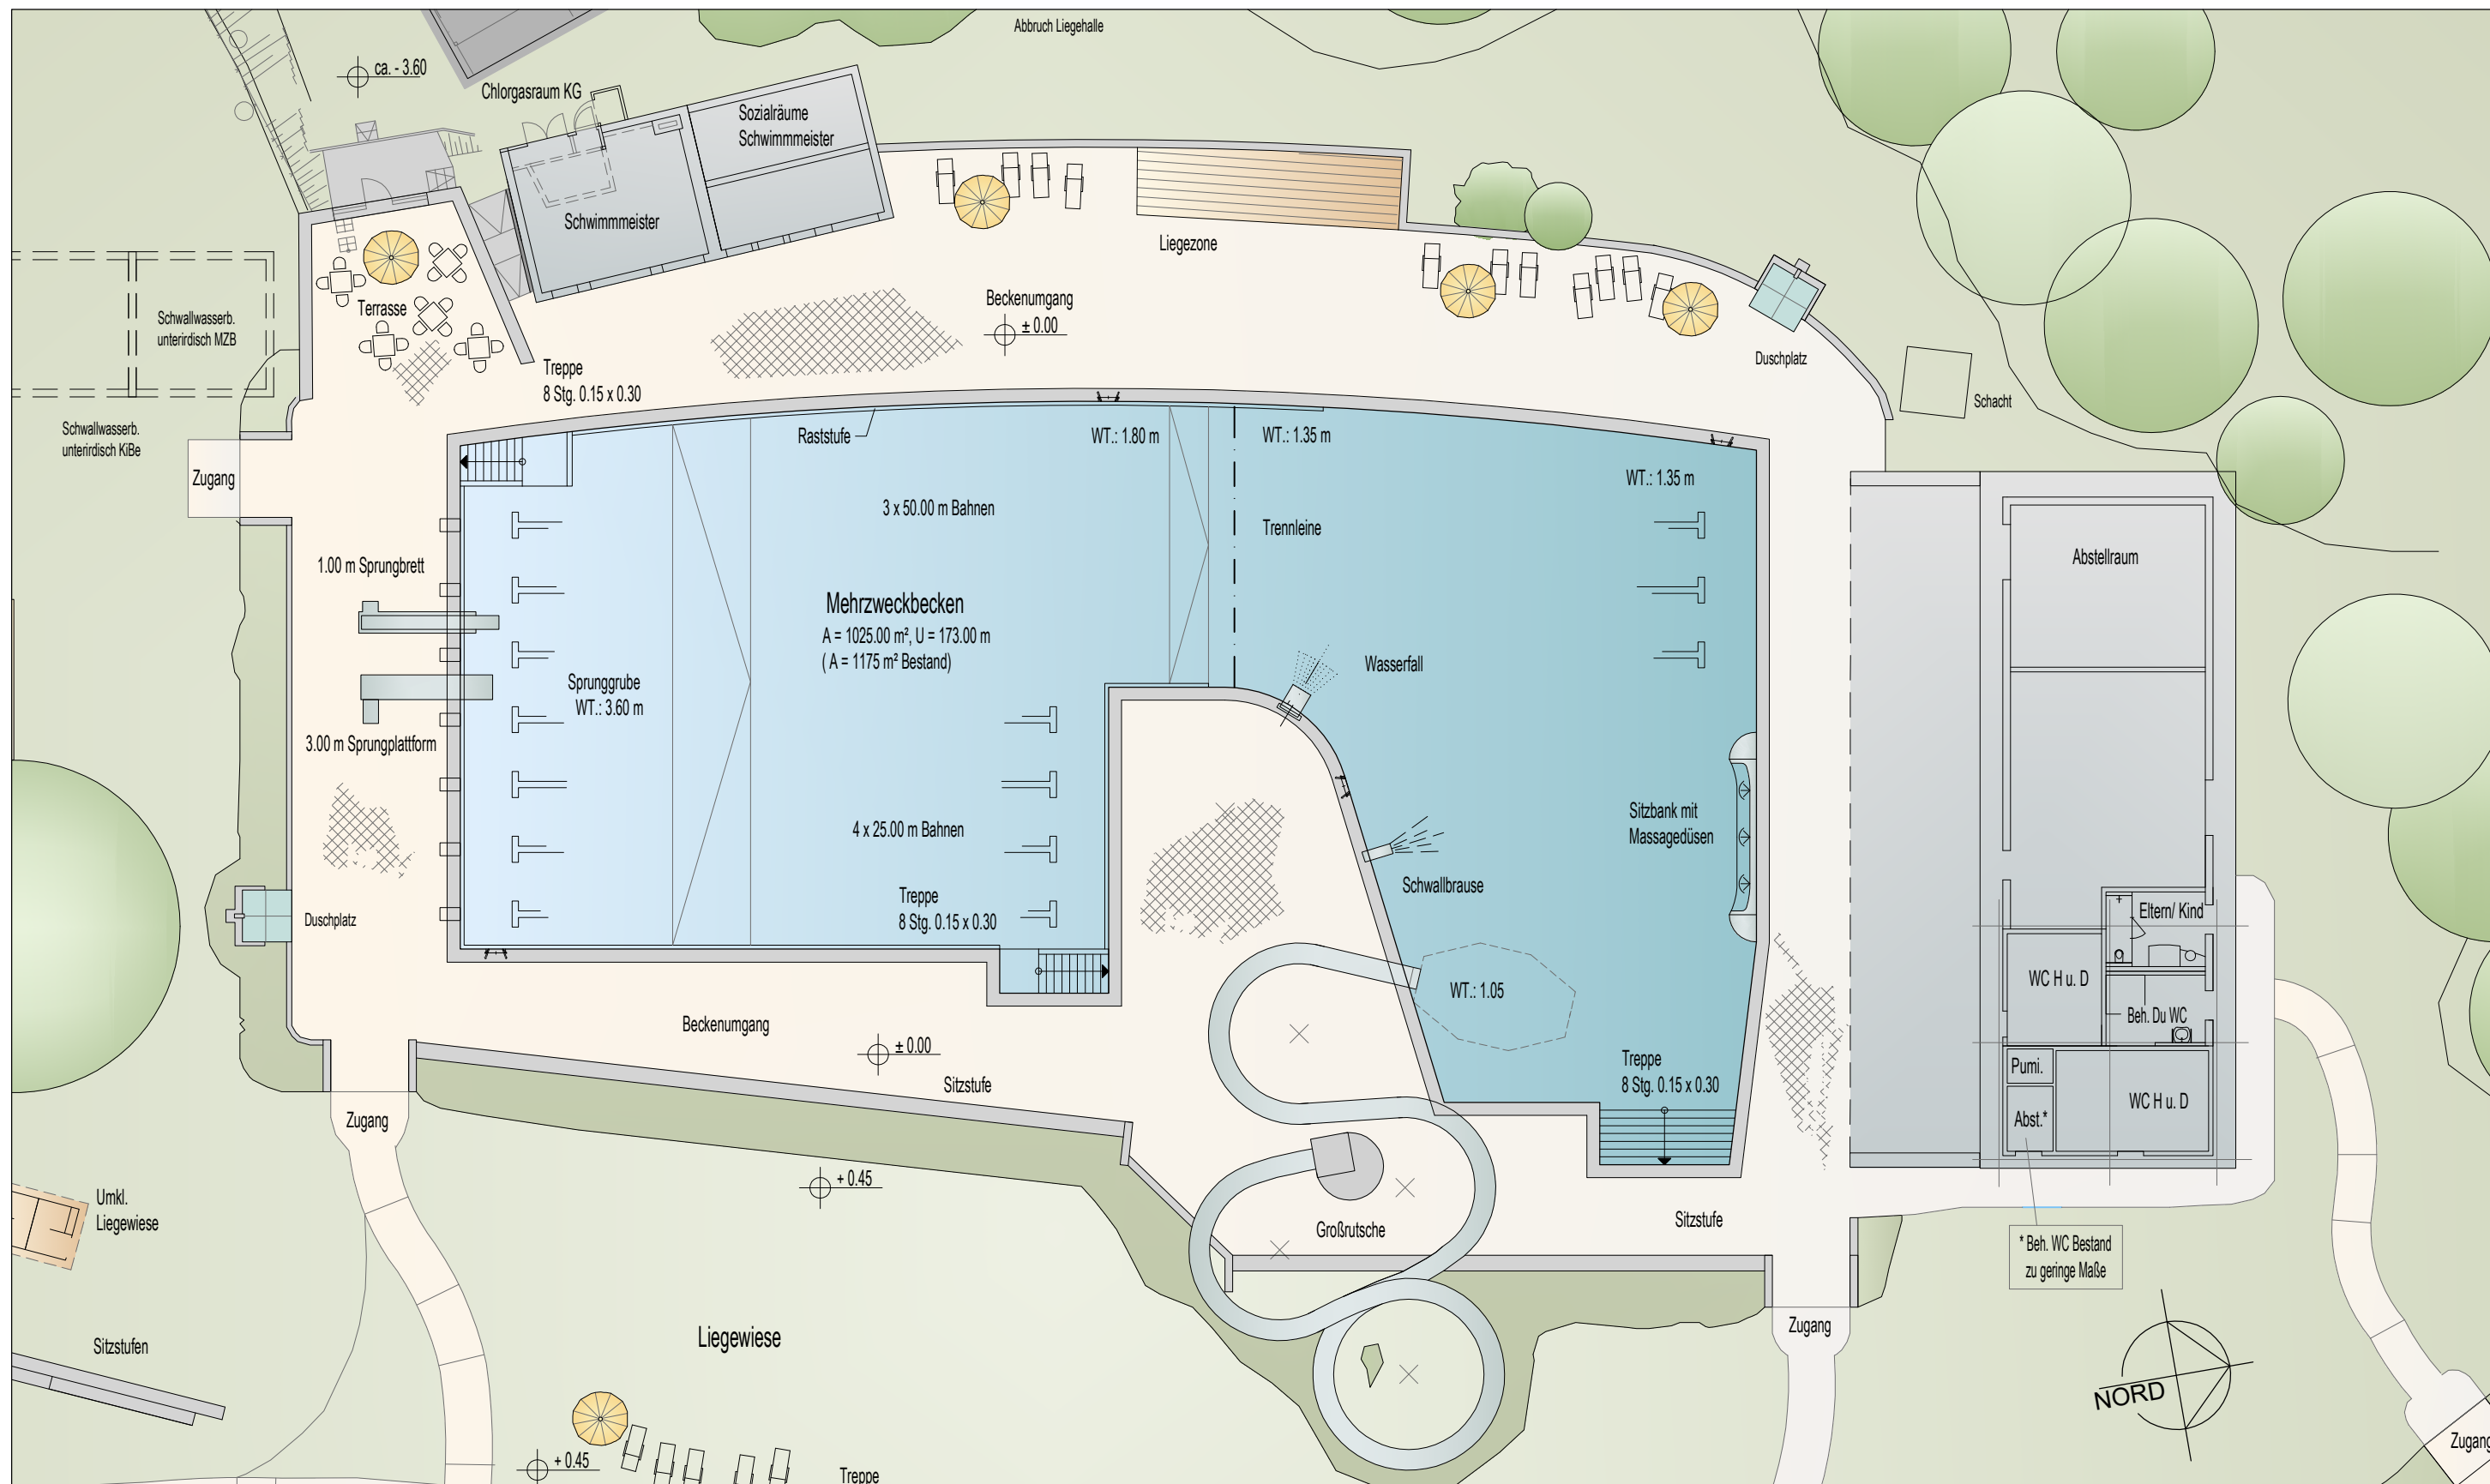 Abbruch Liegehalle
ca. - 3.60
Chlorgasraum KG
Sozialräume
Schwimmmeister
Schwimmmeister
Liegezone
Terrasse
Beckenumgang
± 0.00
Schwallwasserb.
unterirdisch MZB
Duschplatz
Treppe
8 Stg. 0.15 x 0.30
Schacht
Schwallwasserb.
unterirdisch KiBe
Raststufe
WT.: 1.80 m
WT.: 1.35 m
Zugang
WT.: 1.35 m
3 x 50.00 m Bahnen
Trennleine
1.00 m Sprungbrett
Abstellraum
Mehrzweckbecken
A = 1025.00 m², U = 173.00 m
( A = 1175 m² Bestand)
Wasserfall
Sprunggrube
WT.: 3.60 m
3.00 m Sprungplattform
4 x 25.00 m Bahnen
Sitzbank mit
Massagedüsen
Schwallbrause
Treppe
8 Stg. 0.15 x 0.30
Duschplatz
Eltern/ Kind
WC H u. D
WT.: 1.05
Beh. Du WC
Beckenumgang
± 0.00
Sitzstufe
Treppe
8 Stg. 0.15 x 0.30
Pumi.
WC H u. D
Abst.*
Zugang
+ 0.45
Umkl.
Liegewiese
Großrutsche
Sitzstufe
* Beh. WC Bestand
zu geringe Maße
Zugang
Liegewiese
Sitzstufen
NORD
Zugang
+ 0.45
Treppe